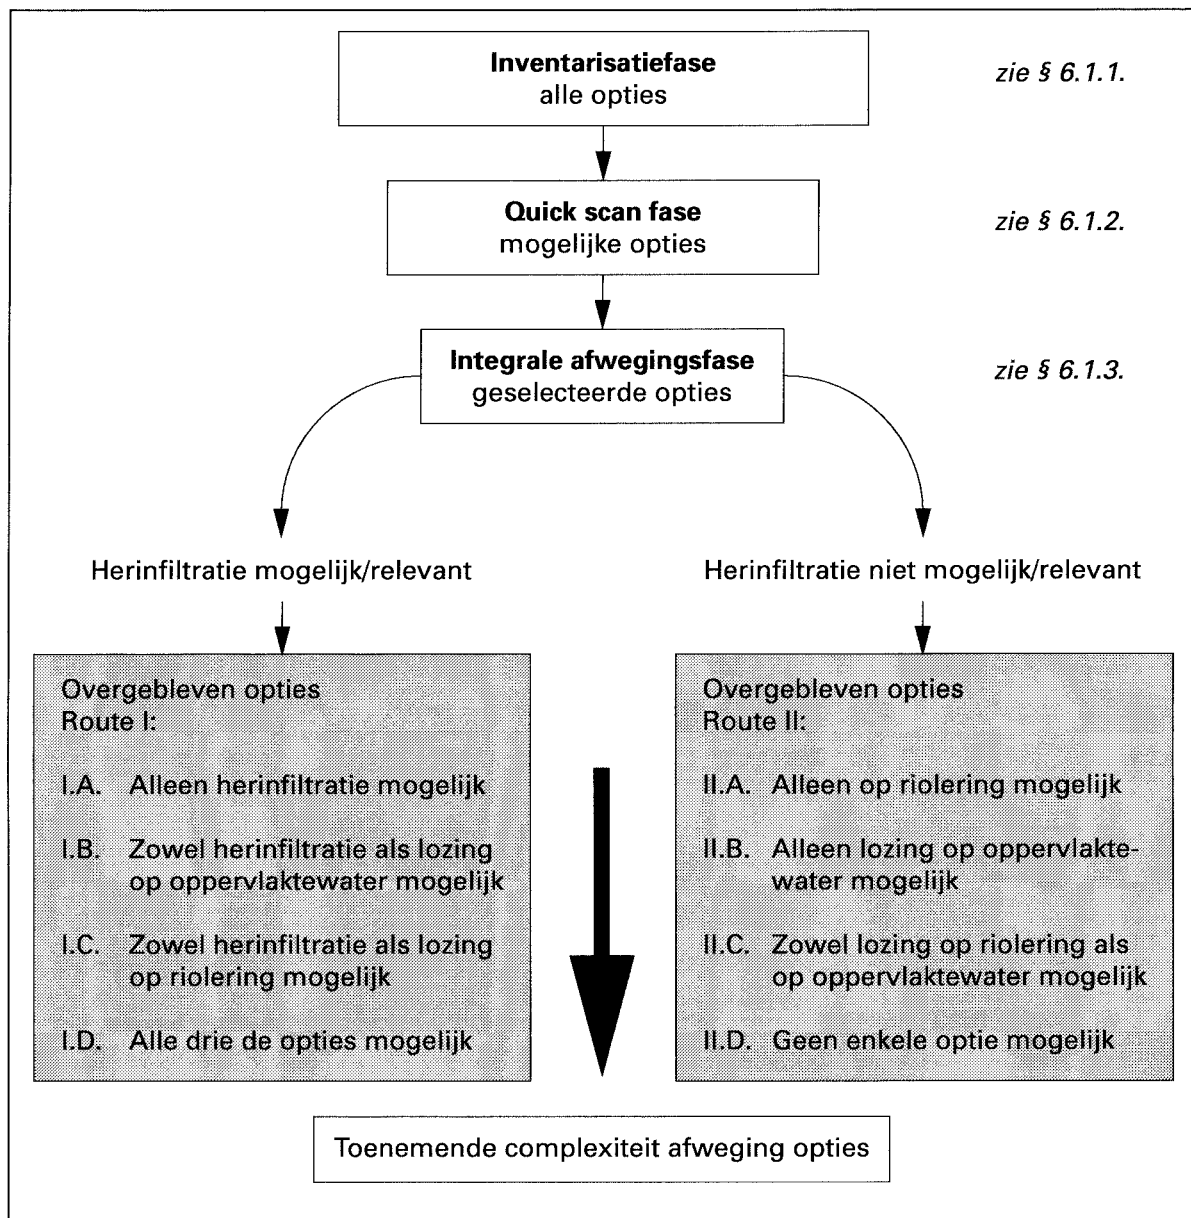 Inventarisatiefase
alle opties
zie § 6.1.1.
Quick scan fase
mogelijke opties
zie § 6.1.2.
Integrale afwegingsfase
geselecteerde opties
zie § 6.1.3.
Herinfiltratie mogelijk/relevant
Herinfiltratie niet mogelijk/relevant
Overgebleven opties
Route I:
I.A. Alleen herinfiltratie mogelijk
I.B. Zowel herinfiltratie als lozing
op oppervlaktewater mogelijk
I.C. Zowel herinfiltratie als lozing
op riolering mogelijk
I.D. Alle drie de opties mogelijk
Overgebleven opties
Route II:
II.A. Alleen op riolering mogelijk
II.B. Alleen lozing op oppervlakte-
water mogelijk
II.C. Zowel lozing op riolering als
op oppervlaktewater mogelijk
II.D. Geen enkele optie mogelijk
Toenemende complexiteit afweging opties